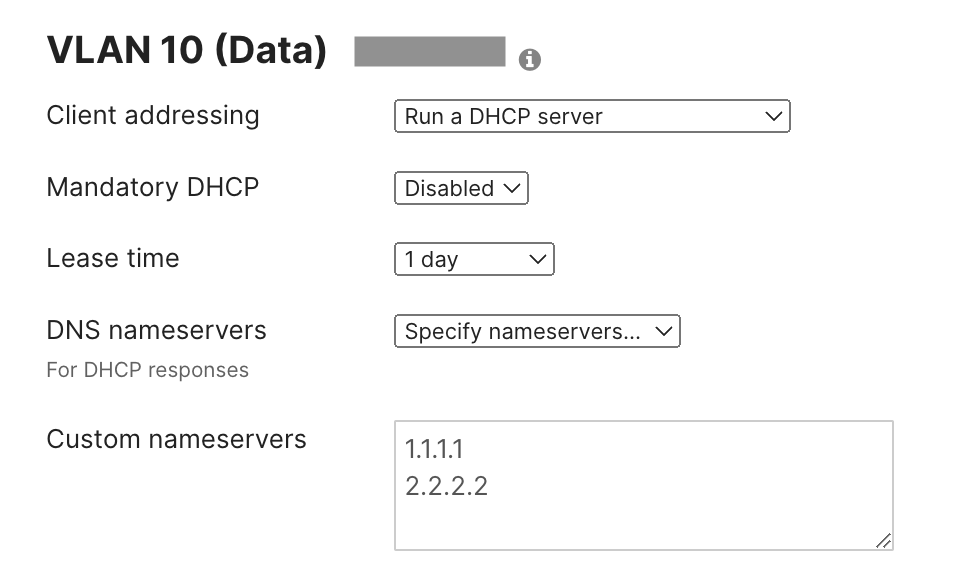 VLAN 10 (Data)
Client addressing
Run a DHCP server
Mandatory DHCP
Disabled
Lease time
1 day
DNS nameservers
Specify nameservers...
For DHCP responses
Custom nameservers
1.1.1.1
2.2.2.2